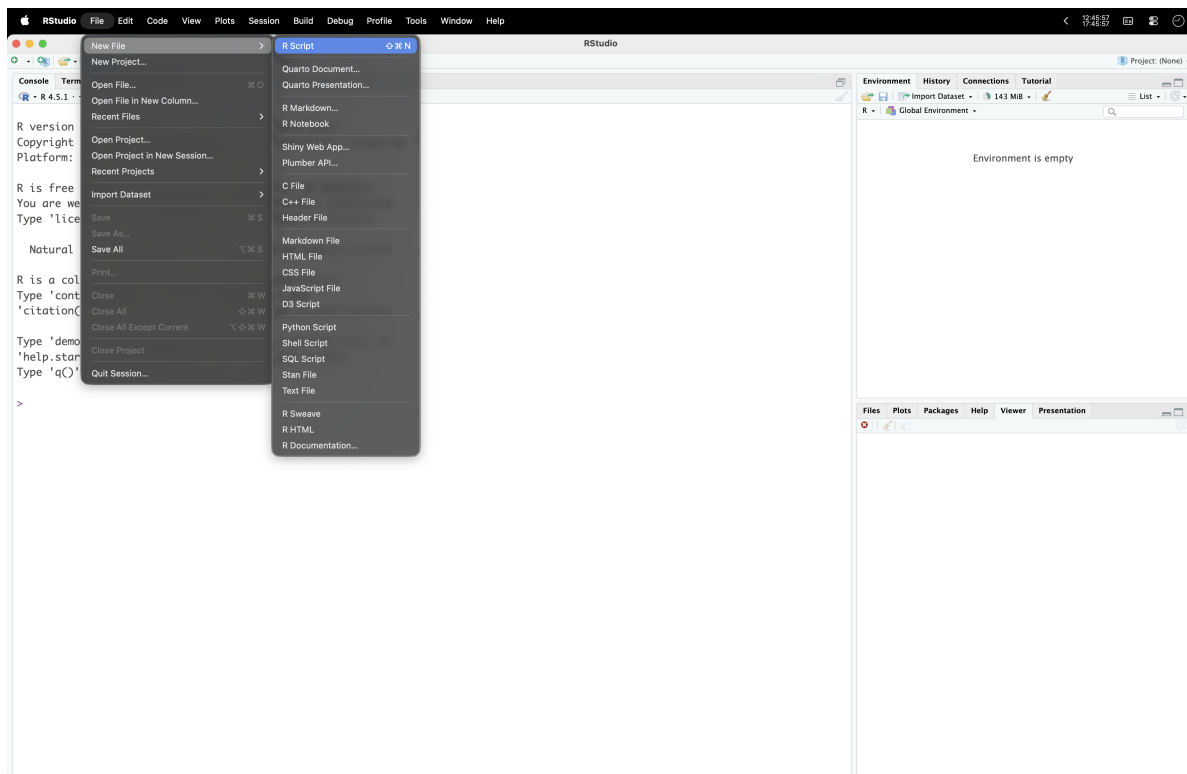 RStudio File Edit Code View Plots Session Build Debug Profile Tools Window Help
12:45:57
17:45:57
RStudio
Project: (None)
New File
New Project...
Open File... ⌘ O
Open File in New Column...
Recent Files
Open Project...
Open Project in New Session...
Recent Projects
Import Dataset
Save ⌘ S
Save As...
Save All ⌥ ⌘ S
Print...
Close ⌘ W
Close All ⇧ ⌘ W
Close All Except Current ⌥ ⇧ ⌘ W
Close Project
Quit Session...
R Script ⇧ ⌘ N
Quarto Document...
Quarto Presentation...
R Markdown...
R Notebook
Shiny Web App...
Plumber API...
C File
C++ File
Header File
Markdown File
HTML File
CSS File
JavaScript File
D3 Script
Python Script
Shell Script
SQL Script
Stan File
Text File
R Sweave
R HTML
R Documentation...
Console Term
R 4.5.1 ·
R version
Copyright
Platform:
R is free
You are we
Type 'lice
Natural
R is a col
Type 'cont
'citation(
Type 'demo
'help.star
Type 'q()'
>
Environment History Connections Tutorial
Import Dataset 143 MiB List
R Global Environment
Environment is empty
Files Plots Packages Help Viewer Presentation